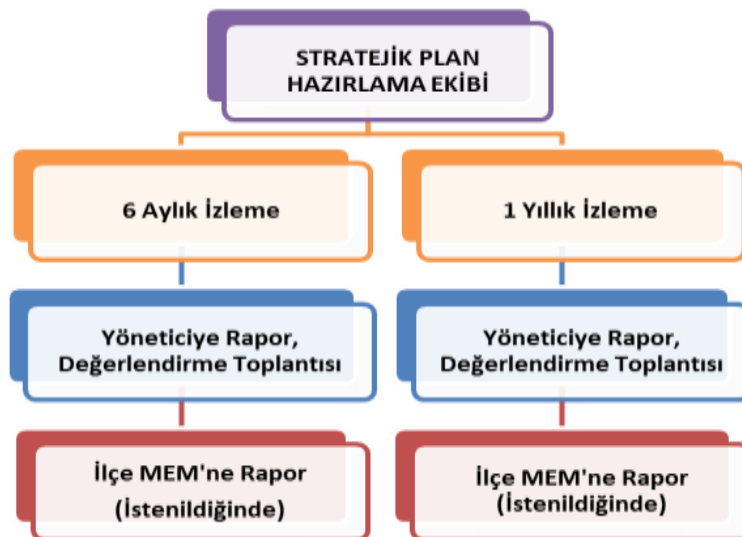 STRATEJİK PLAN
HAZIRLAMA EKİBİ
6 Aylık İzleme
1 Yıllık İzleme
Yöneticiye Rapor,
Değerlendirme Toplantısı
Yöneticiye Rapor,
Değerlendirme Toplantısı
İlçe MEM'ne Rapor
(İstenildiğinde)
İlçe MEM'ne Rapor
(İstenildiğinde)